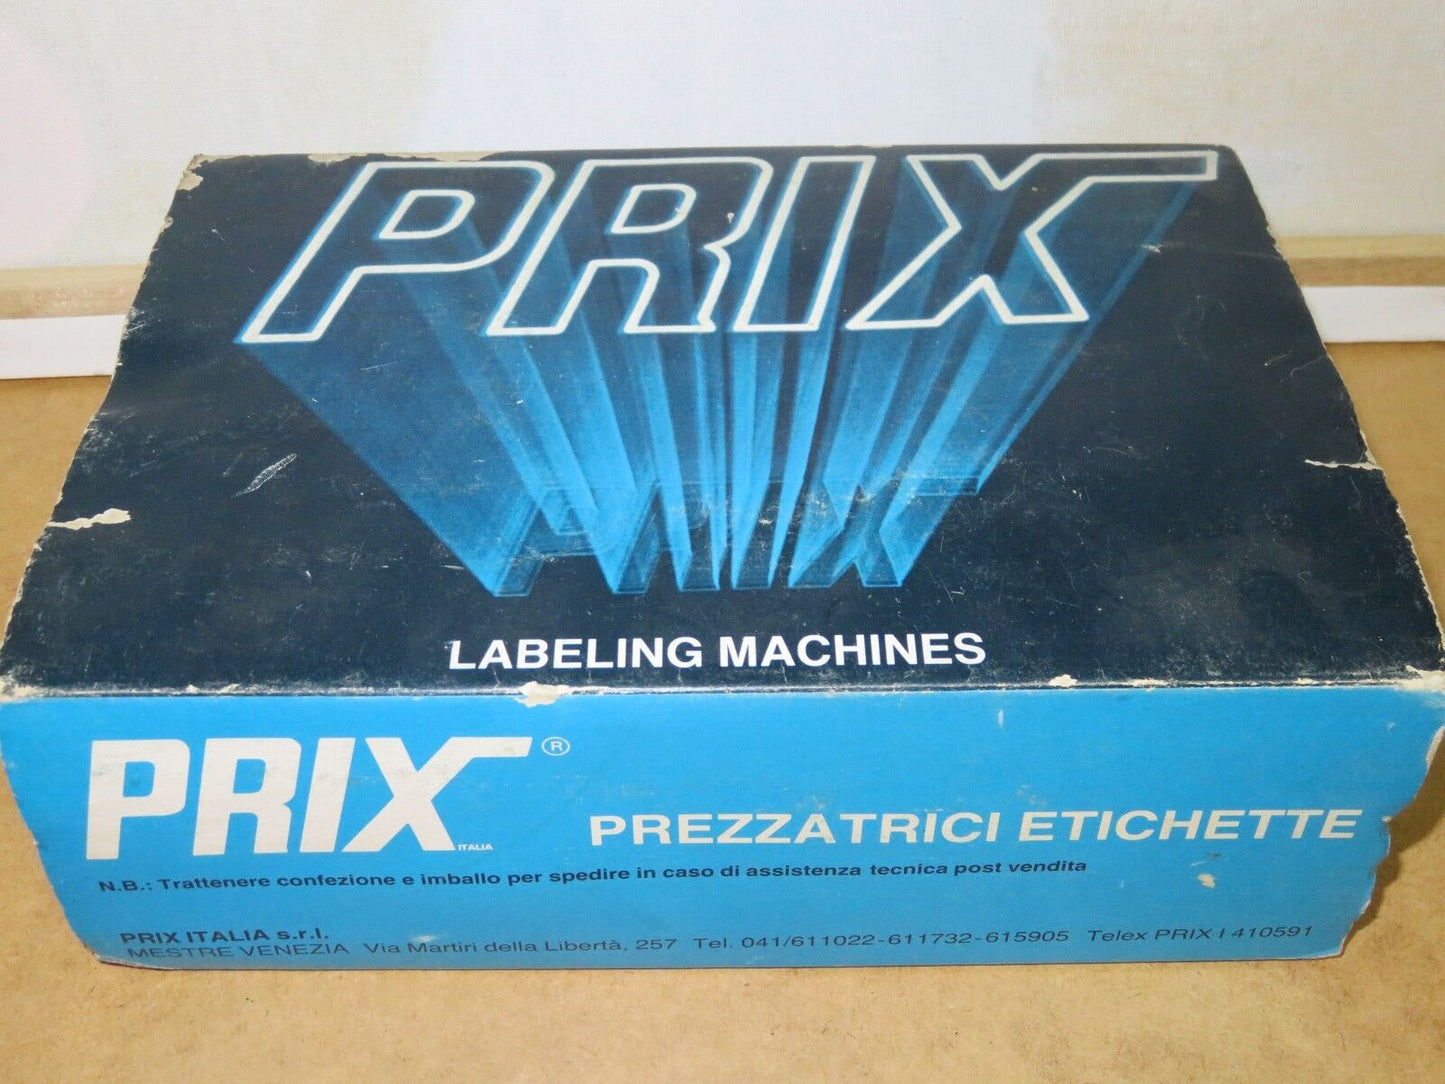 PRIX
PRIX
LABELING MACHINES
PRIX®
ITALIA
PREZZATRICI ETICHETTE
N.B.: Trattenere confezione e imballo per spedire in caso di assistenza tecnica post vendita
PRIX ITALIA s.r.l.
MESTRE VENEZIA Via Martiri della Libertà, 257 Tel. 041/611022-611732-615905 Telex PRIX I 410591